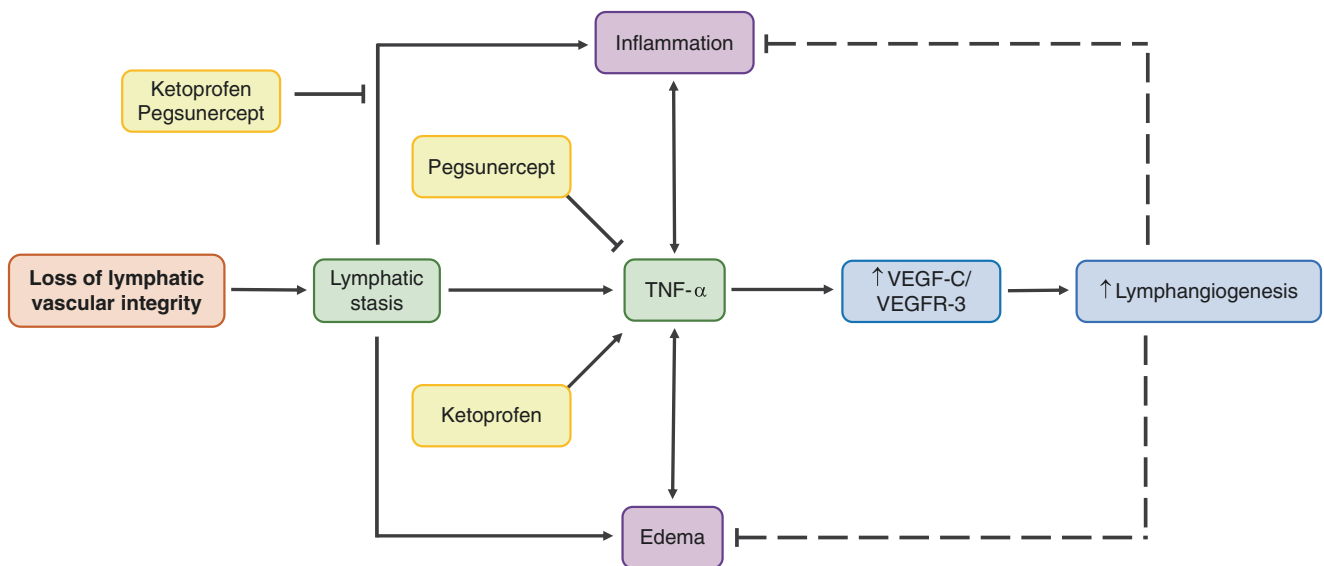 Inflammation
Ketoprofen
Pegsunercept
Pegsunercept
Loss of lymphatic
vascular integrity
Lymphatic
stasis
TNF-α
↑VEGF-C/
VEGFR-3
↑Lymphangiogenesis
Ketoprofen
Edema